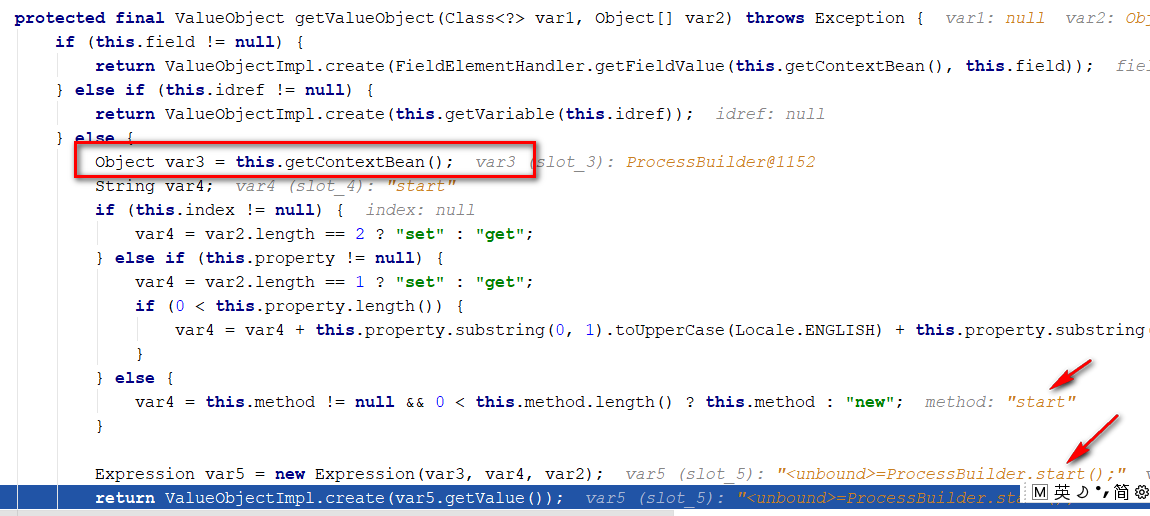 protected final ValueObject getValueObject(Class<?> var1, Object[] var2) throws Exception {  var1: null  var2: Obj
if (this.field != null) {
return ValueObjectImpl.create(FieldElementHandler.getFieldValue(this.getContextBean(), this.field));  fiel
} else if (this.idref != null) {
return ValueObjectImpl.create(this.getVariable(this.idref));  idref: null
} else {
Object var3 = this.getContextBean();  var3 (slot_3): ProcessBuilder@1152
String var4;  var4 (slot_4): "start"
if (this.index != null) {  index: null
var4 = var2.length == 2 ? "set" : "get";
} else if (this.property != null) {
var4 = var2.length == 1 ? "set" : "get";
if (0 < this.property.length()) {
var4 = var4 + this.property.substring(0, 1).toUpperCase(Locale.ENGLISH) + this.property.substring(
}
} else {
var4 = this.method != null && 0 < this.method.length() ? this.method : "new";  method: "start"
}
Expression var5 = new Expression(var3, var4, var2);  var5 (slot_5): "<unbound>=ProcessBuilder.start();"
return ValueObjectImpl.create(var5.getValue());  var5 (slot_5): "<unbound>=ProcessBuilder.sta
M 英 简